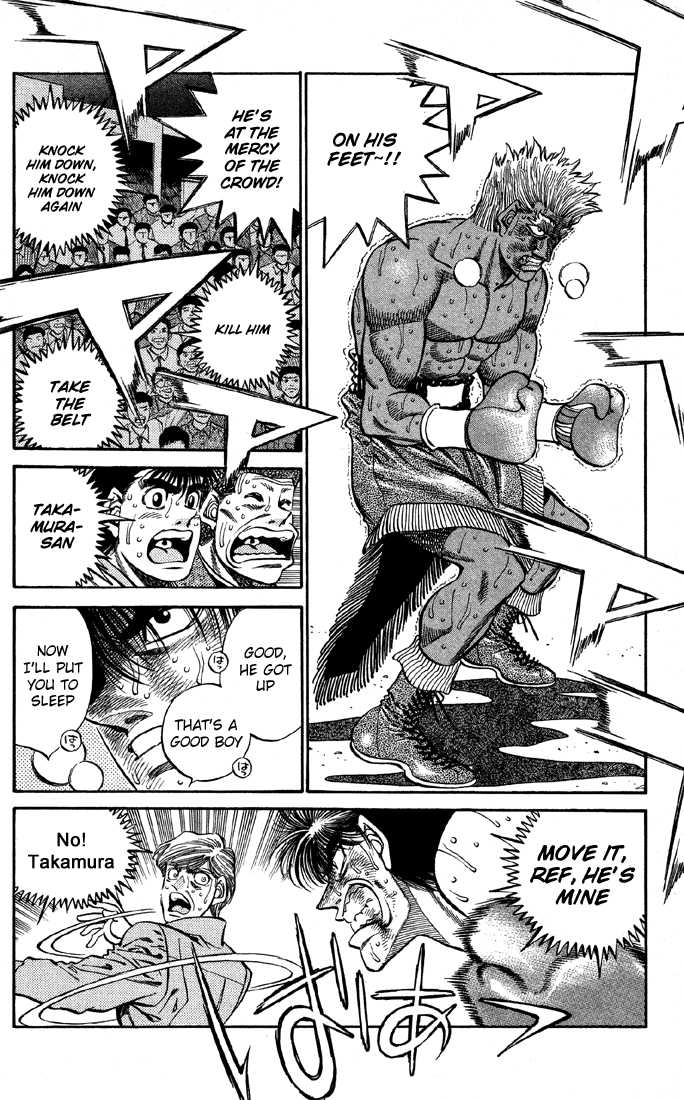 ON HIS
FEET~!!
HE'S
AT THE
MERCY
OF THE
CROWD!
KNOCK
HIM DOWN,
KNOCK
HIM DOWN
AGAIN
KILL HIM
TAKE
THE
BELT
TAKA-
MURA-
SAN
GOOD,
HE GOT
UP
THAT'S A
GOOD BOY
NOW
I'LL PUT
YOU TO
SLEEP
MOVE IT,
REF, HE'S
MINE
No!
Takamura